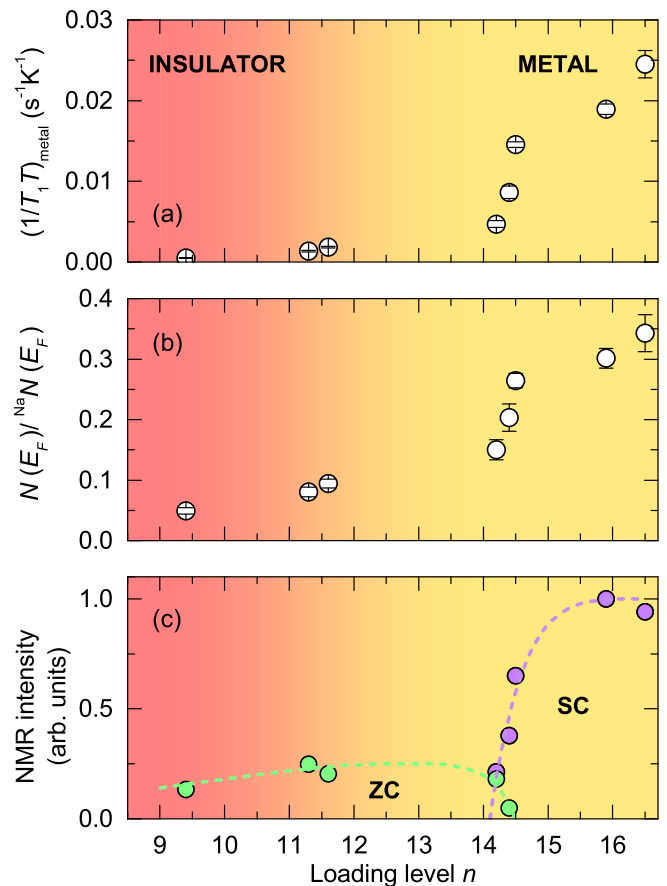 0.03
INSULATOR
METAL
0.02
(1/T₁T)metal (s⁻¹K⁻¹)
0.01
(a)
0.00
0.4
(b)
0.3
N(E_F)/ ᴺᵃN(E_F)
0.2
0.1
0.0
1.0
(c)
NMR intensity
(arb. units)
0.5
SC
ZC
0.0
9 10 11 12 13 14 15 16
Loading level n